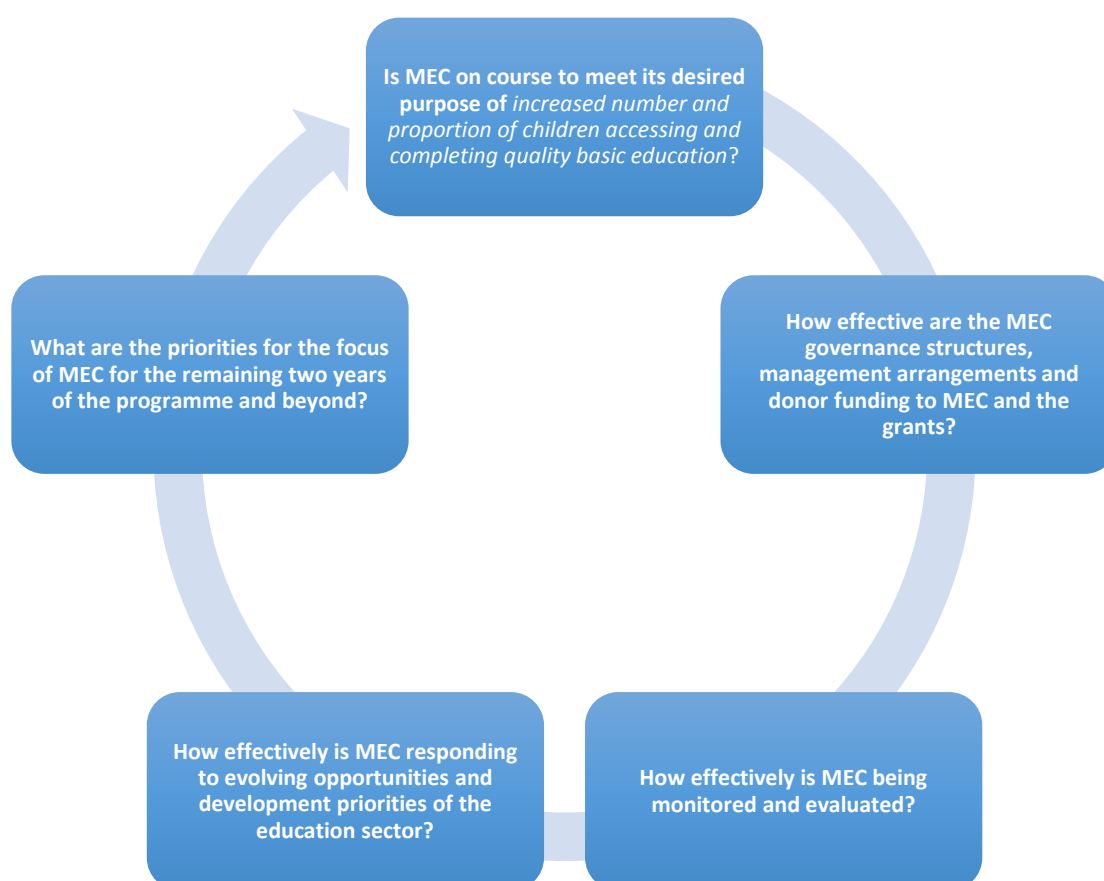 Is MEC on course to meet its desired
purpose of increased number and
proportion of children accessing and
completing quality basic education?
How effective are the MEC
governance structures,
management arrangements and
donor funding to MEC and the
grants?
How effectively is MEC being
monitored and evaluated?
How effectively is MEC responding
to evolving opportunities and
development priorities of the
education sector?
What are the priorities for the focus
of MEC for the remaining two years
of the programme and beyond?